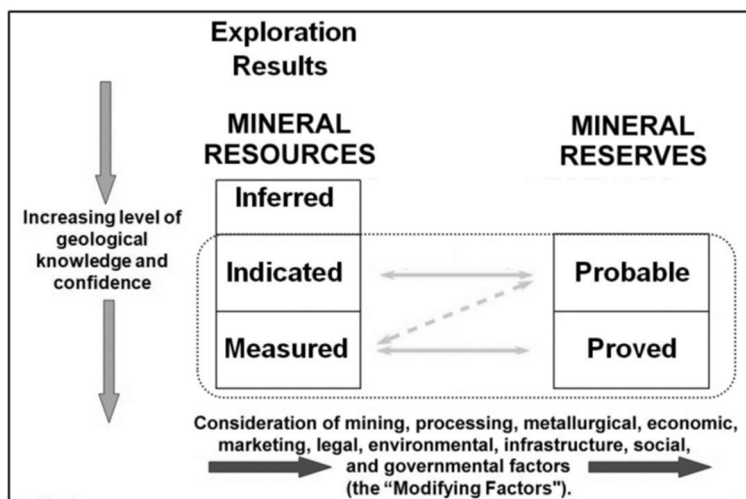 Exploration
Results
MINERAL
RESOURCES
MINERAL
RESERVES
Inferred
Increasing level of
geological
knowledge and
confidence
Indicated
Probable
Measured
Proved
Consideration of mining, processing, metallurgical, economic,
marketing, legal, environmental, infrastructure, social,
and governmental factors
(the “Modifying Factors").